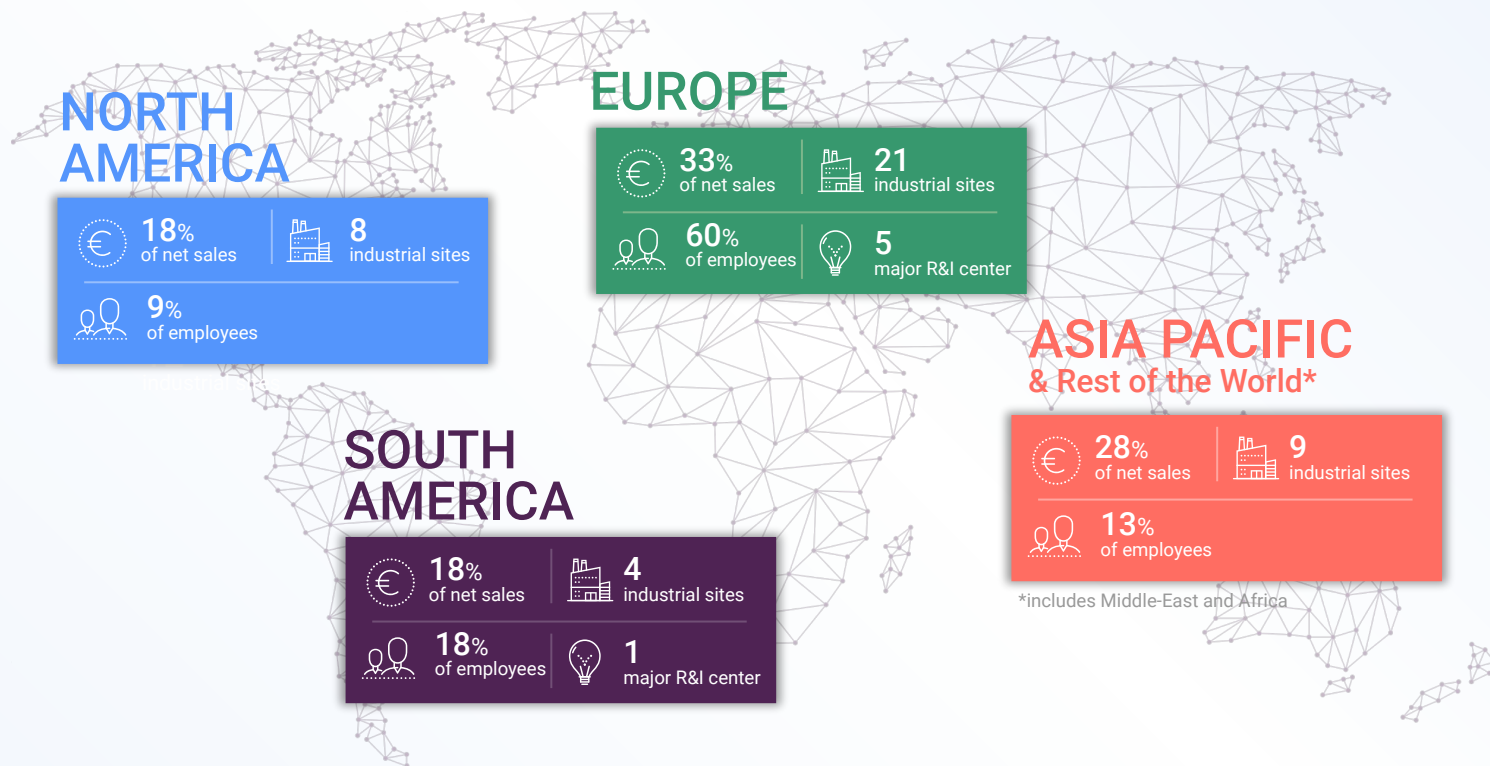 NORTH
AMERICA
18%
of net sales
8
industrial sites
9%
of employees
EUROPE
33%
of net sales
21
industrial sites
60%
of employees
5
major R&I center
ASIA PACIFIC
& Rest of the World*
28%
of net sales
9
industrial sites
13%
of employees
*includes Middle-East and Africa
SOUTH
AMERICA
18%
of net sales
4
industrial sites
18%
of employees
1
major R&I center